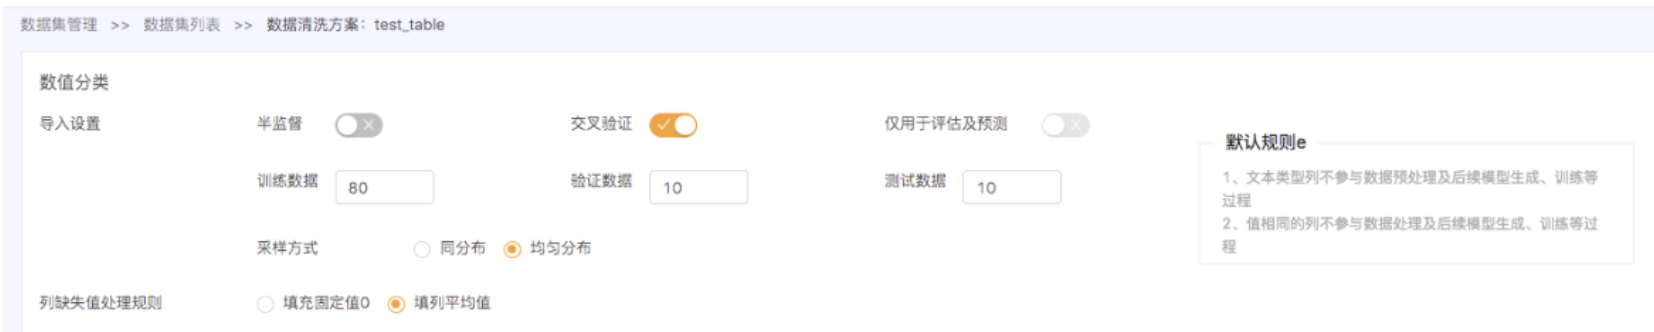 数据集管理 >> 数据集列表 >> 数据清洗方案：test_table
数值分类
导入设置 半监督 交叉验证 仅用于评估及预测
默认规则e
训练数据 80 验证数据 10 测试数据 10
1、文本类型列不参与数据预处理及后续模型生成、训练等
过程
2、值相同的列不参与数据处理及后续模型生成、训练等过
程
采样方式 同分布 均匀分布
列缺失值处理规则 填充固定值0 填列平均值